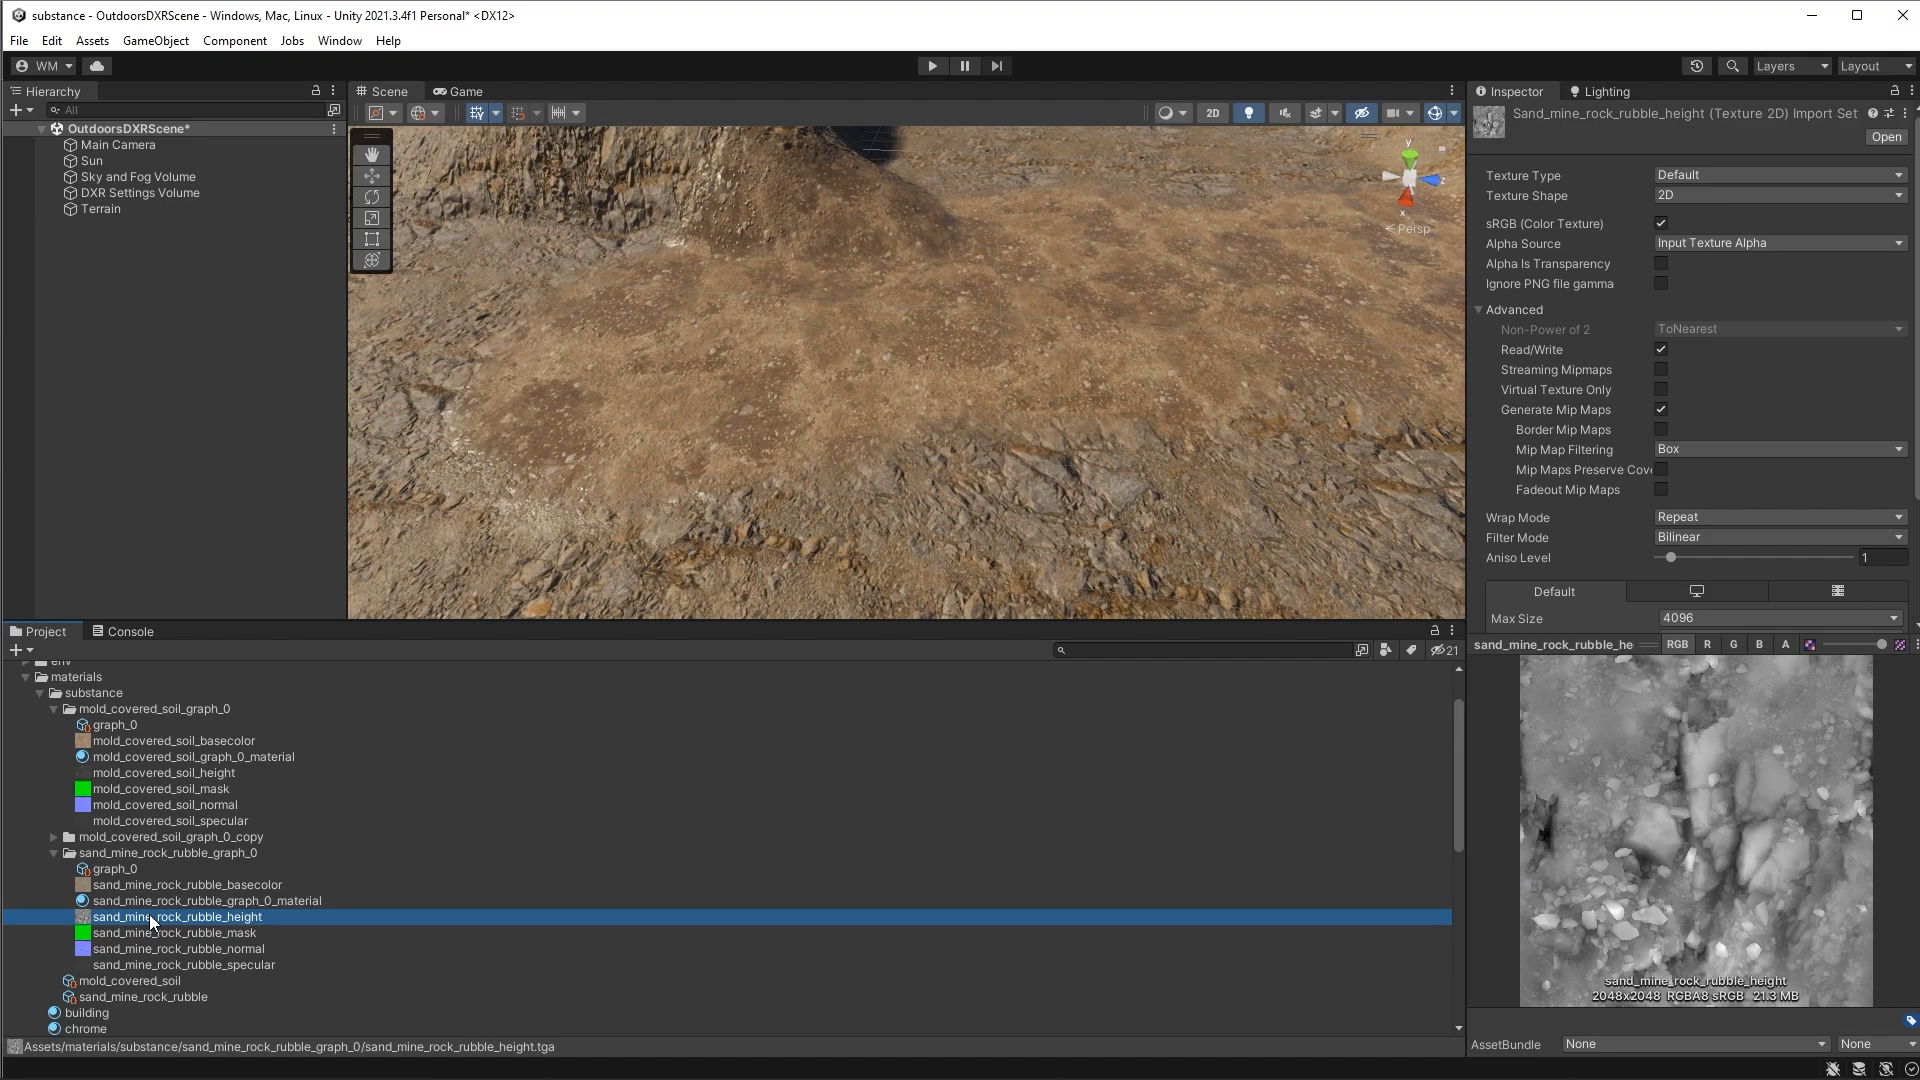 substance - OutdoorsDXRScene - Windows, Mac, Linux - Unity 2021.3.4f1 Personal* <DX12>
File Edit Assets GameObject Component Jobs Window Help
WM Layers Layout
Hierarchy
All
OutdoorsDXRScene*
Main Camera
Sun
Sky and Fog Volume
DXR Settings Volume
Terrain
Scene Game
2D
y
z
x
Persp
Inspector Lighting
Sand_mine_rock_rubble_height (Texture 2D) Import Set
Open
Texture Type Default
Texture Shape 2D
sRGB (Color Texture)
Alpha Source Input Texture Alpha
Alpha Is Transparency
Ignore PNG file gamma
Advanced
Non-Power of 2 ToNearest
Read/Write
Streaming Mipmaps
Virtual Texture Only
Generate Mip Maps
Border Mip Maps
Mip Map Filtering Box
Mip Maps Preserve Cov
Fadeout Mip Maps
Wrap Mode Repeat
Filter Mode Bilinear
Aniso Level 1
Default
Max Size 4096
sand_mine_rock_rubble_he RGB R G B A
sand_mine_rock_rubble_height
2048x2048 RGBA8 sRGB 21.3 MB
AssetBundle None None
Project Console
21
env
materials
substance
mold_covered_soil_graph_0
graph_0
mold_covered_soil_basecolor
mold_covered_soil_graph_0_material
mold_covered_soil_height
mold_covered_soil_mask
mold_covered_soil_normal
mold_covered_soil_specular
mold_covered_soil_graph_0_copy
sand_mine_rock_rubble_graph_0
graph_0
sand_mine_rock_rubble_basecolor
sand_mine_rock_rubble_graph_0_material
sand_mine_rock_rubble_height
sand_mine_rock_rubble_mask
sand_mine_rock_rubble_normal
sand_mine_rock_rubble_specular
mold_covered_soil
sand_mine_rock_rubble
building
chrome
Assets/materials/substance/sand_mine_rock_rubble_graph_0/sand_mine_rock_rubble_height.tga